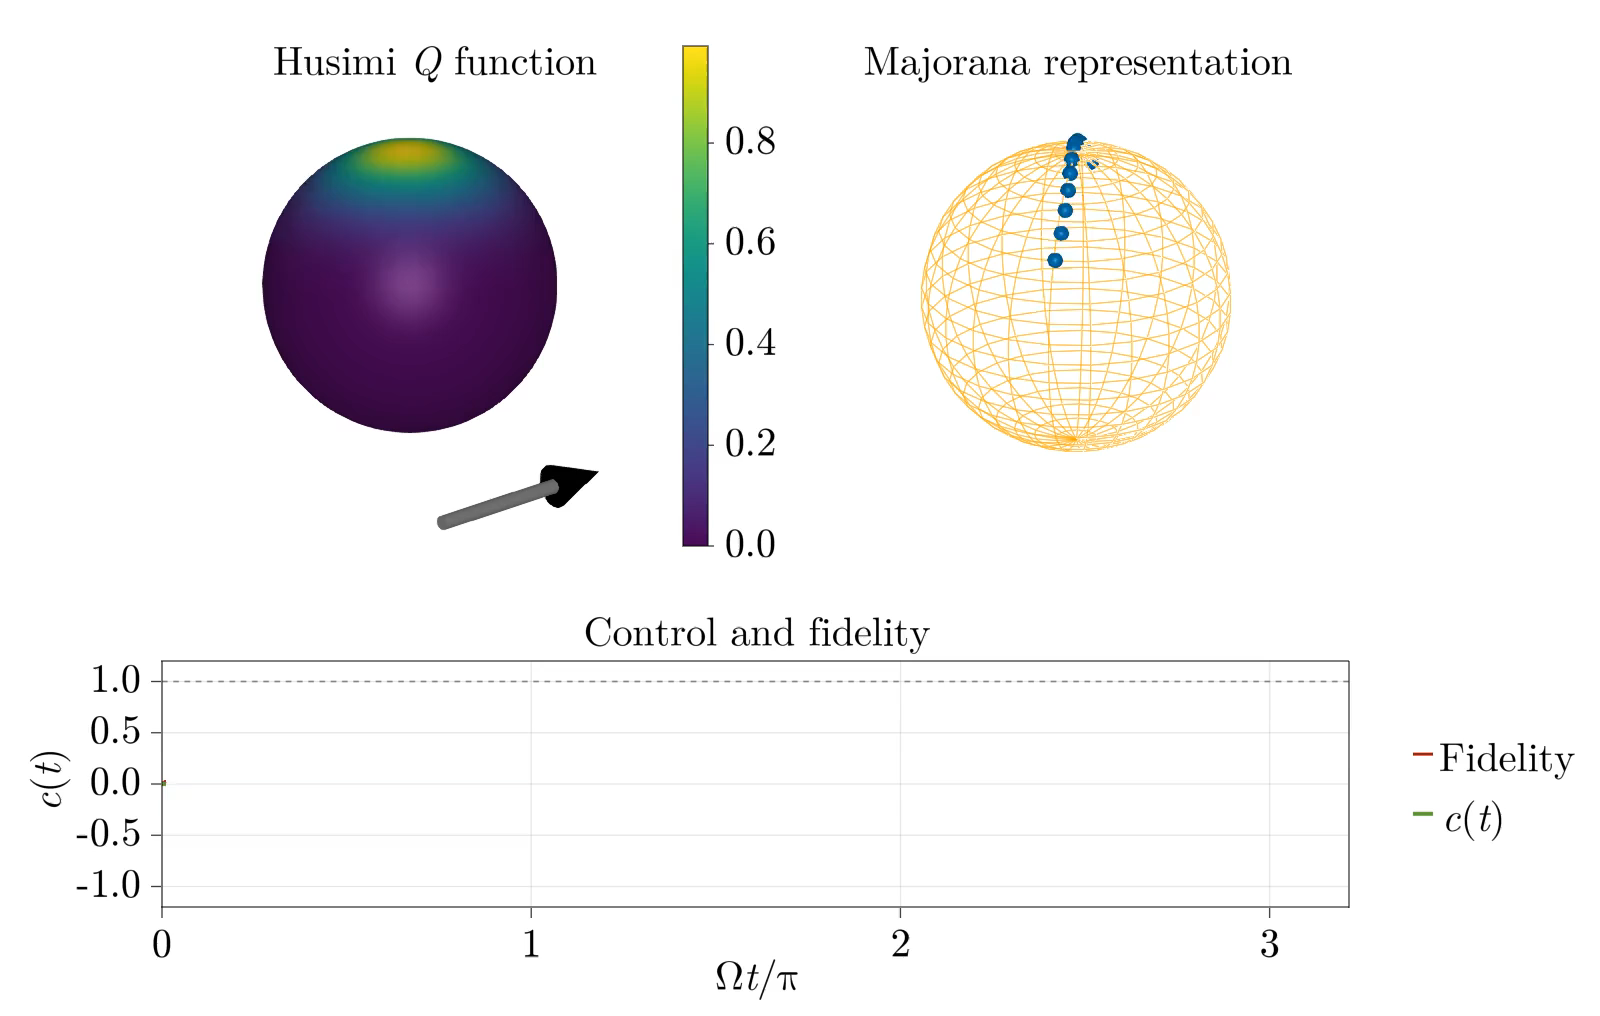 Husimi Q function
0.8
0.6
0.4
0.2
0.0
Majorana representation
Control and fidelity
c(t)
1.0
0.5
0.0
-0.5
-1.0
0 1 2 3
Ωt/π
Fidelity
c(t)